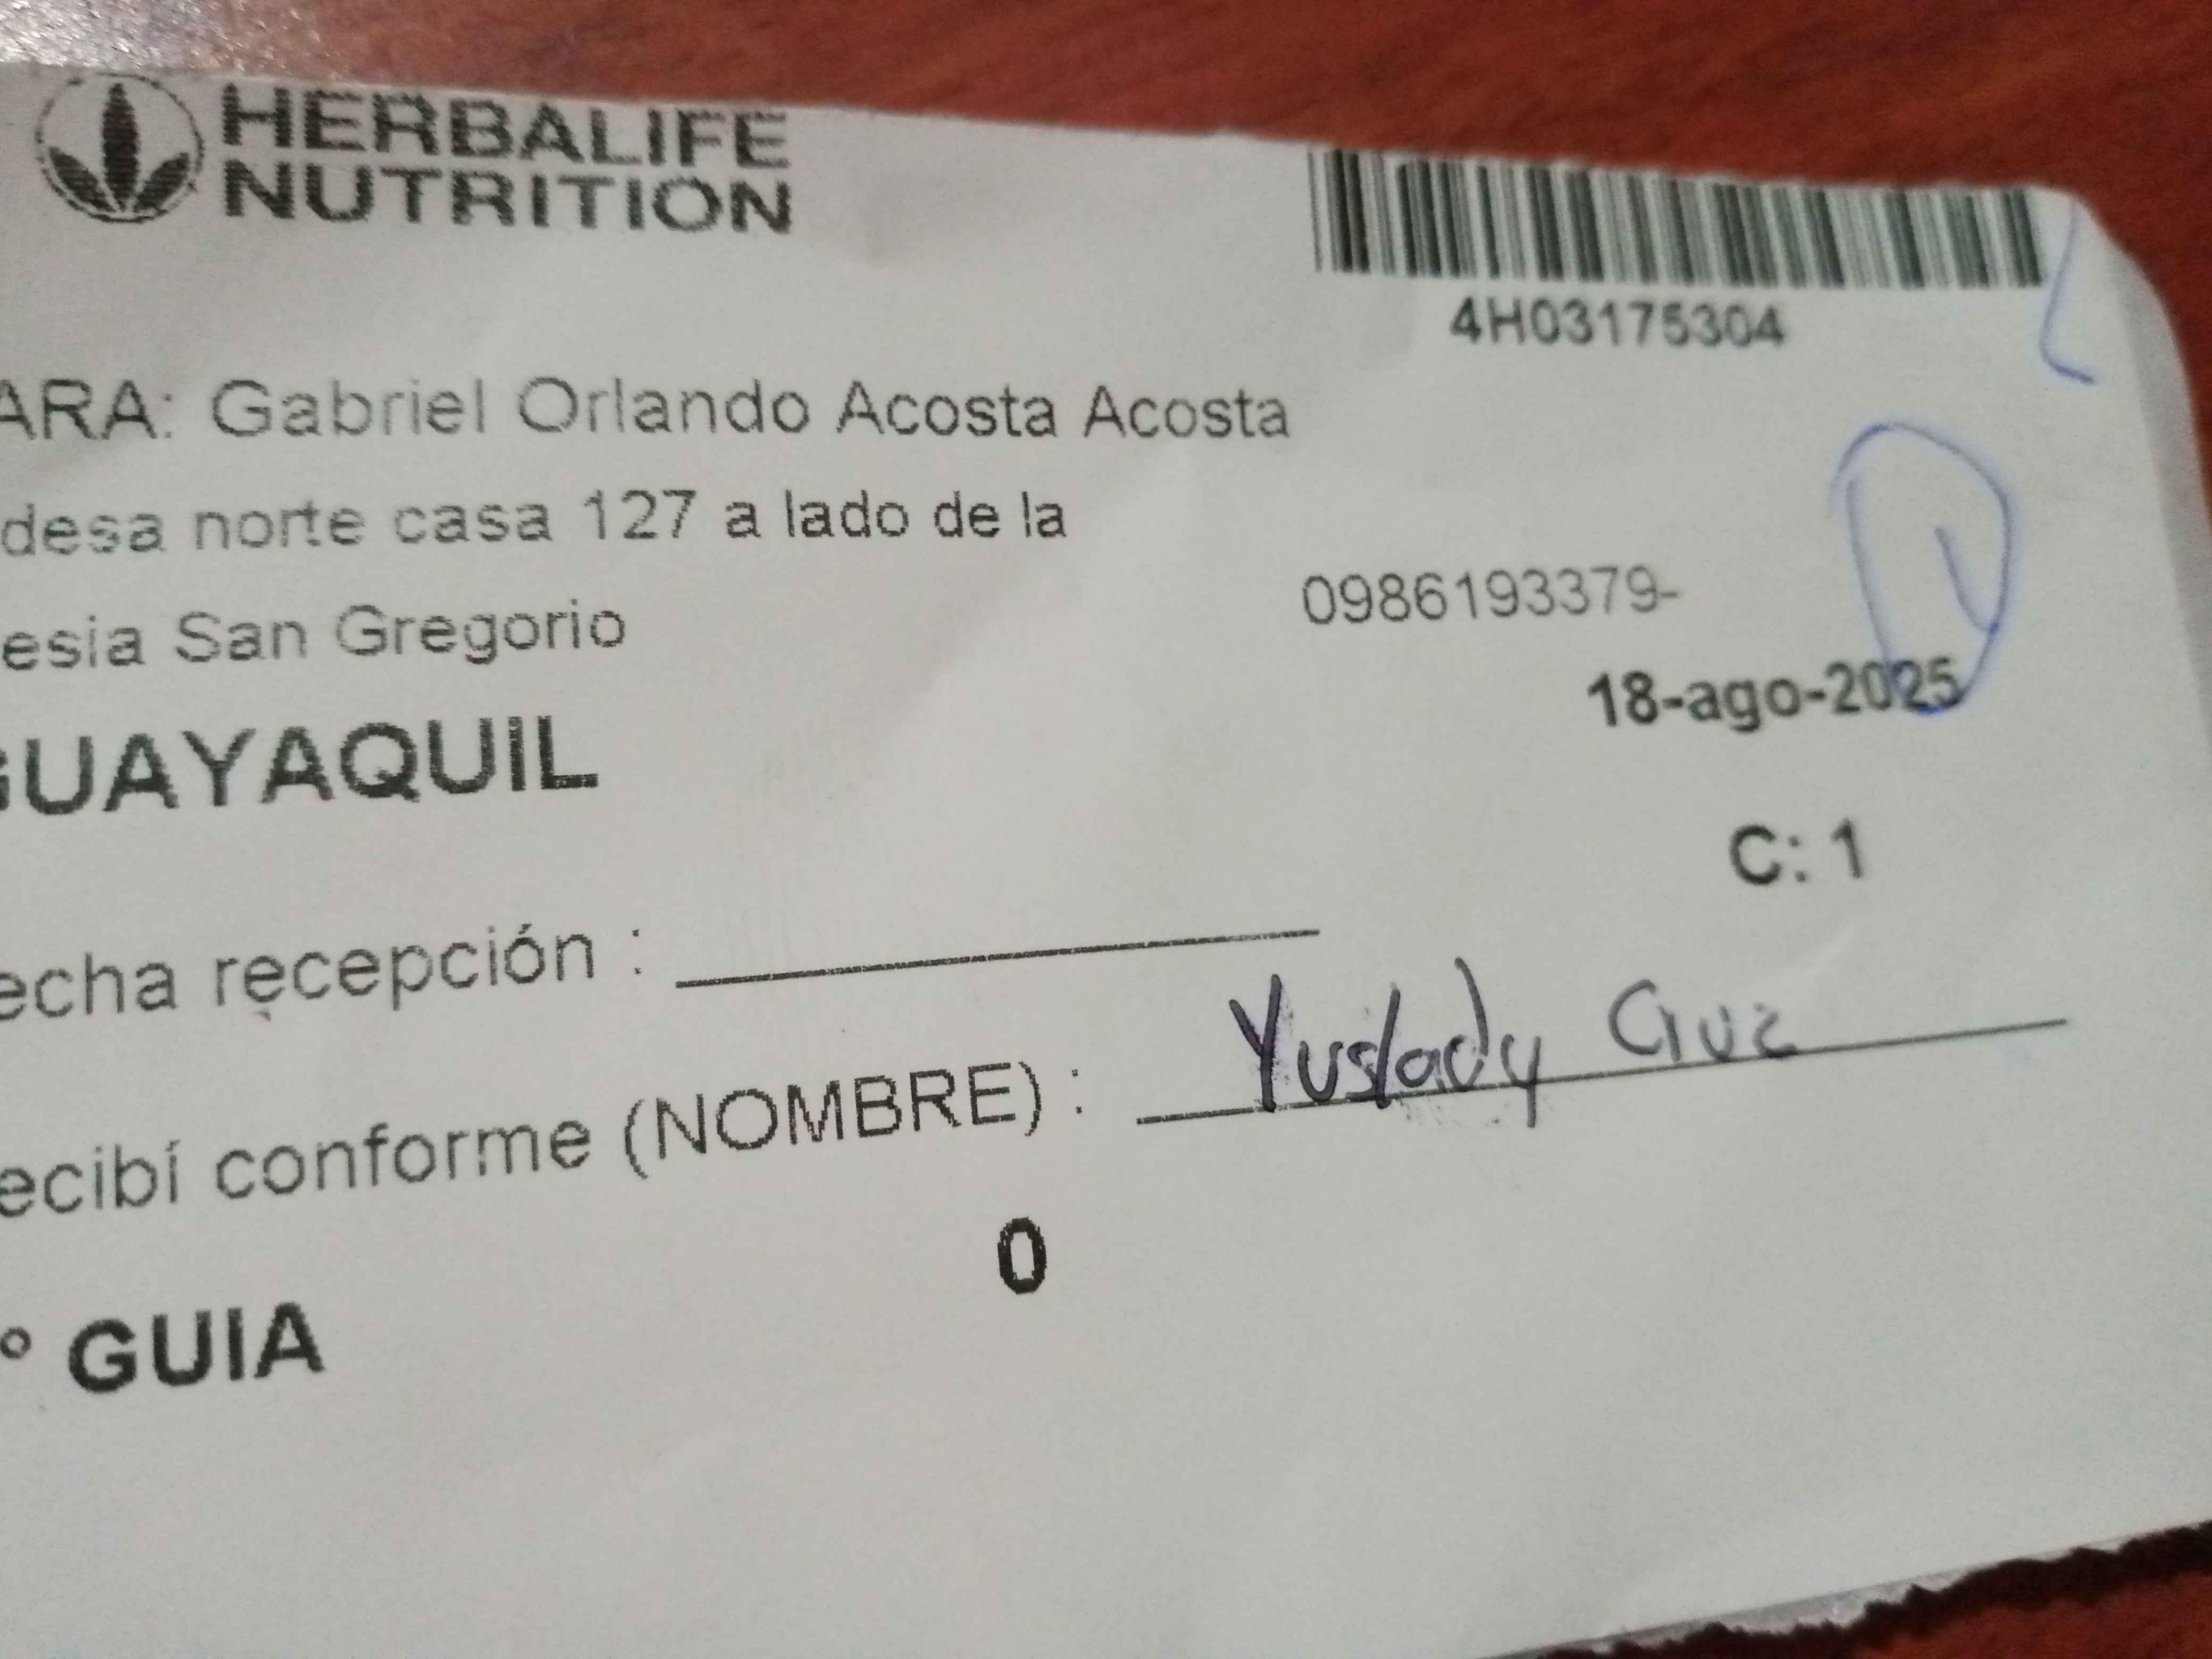 HERBALIFE
NUTRITION
4H03175304
ARA: Gabriel Orlando Acosta Acosta
desa norte casa 127 a lado de la
esia San Gregorio
0986193379-
18-ago-2025
GUAYAQUIL
C: 1
echa recepción :
ecibí conforme (NOMBRE) : Yuslady Cruz
0
° GUIA